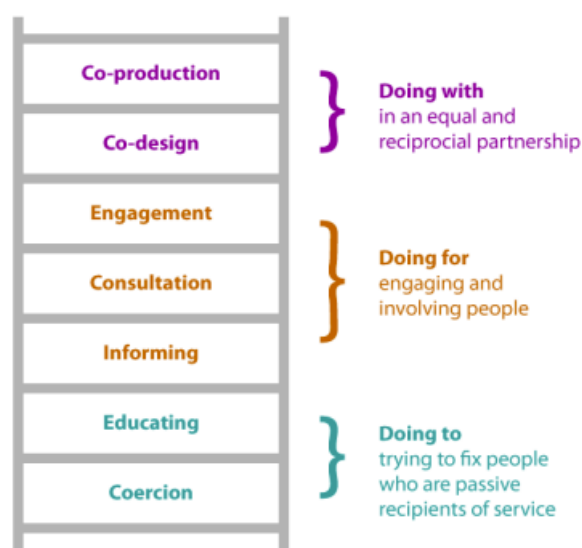 Co-production
Co-design
Doing with
in an equal and
reciprocial partnership
Engagement
Consultation
Informing
Doing for
engaging and
involving people
Educating
Coercion
Doing to
trying to fix people
who are passive
recipients of service